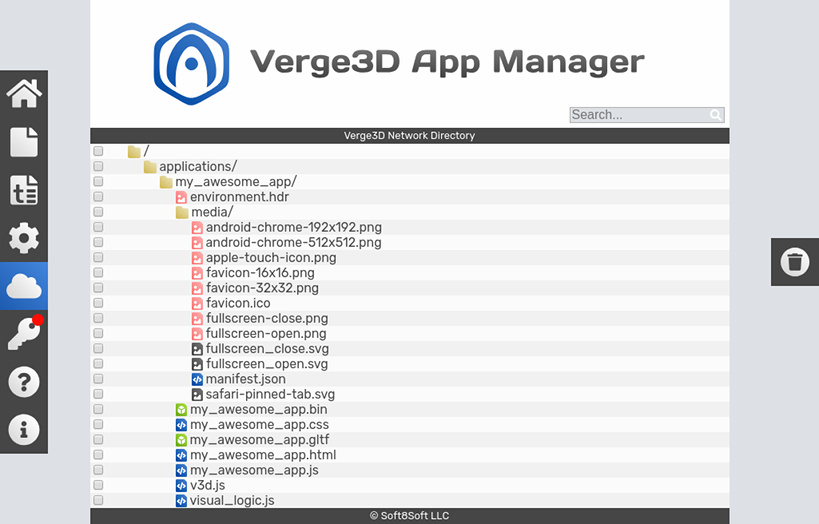 Verge3D App Manager
Search...
Verge3D Network Directory
/
applications/
my_awesome_app/
environment.hdr
media/
android-chrome-192x192.png
android-chrome-512x512.png
apple-touch-icon.png
favicon-16x16.png
favicon-32x32.png
favicon.ico
fullscreen-close.png
fullscreen-open.png
fullscreen_close.svg
fullscreen_open.svg
manifest.json
safari-pinned-tab.svg
my_awesome_app.bin
my_awesome_app.css
my_awesome_app.gltf
my_awesome_app.html
my_awesome_app.js
v3d.js
visual_logic.js
© Soft8Soft LLC